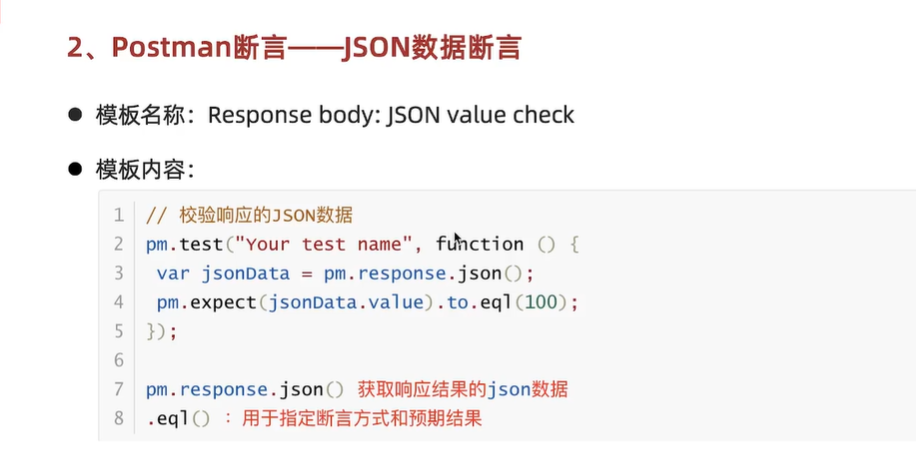 2、Postman断言——JSON数据断言
● 模板名称：Response body: JSON value check
● 模板内容：
1 // 校验响应的JSON数据
2 pm.test("Your test name", function () {
3  var jsonData = pm.response.json();
4  pm.expect(jsonData.value).to.eql(100);
5 });
6
7 pm.response.json() 获取响应结果的json数据
8 .eql() ：用于指定断言方式和预期结果